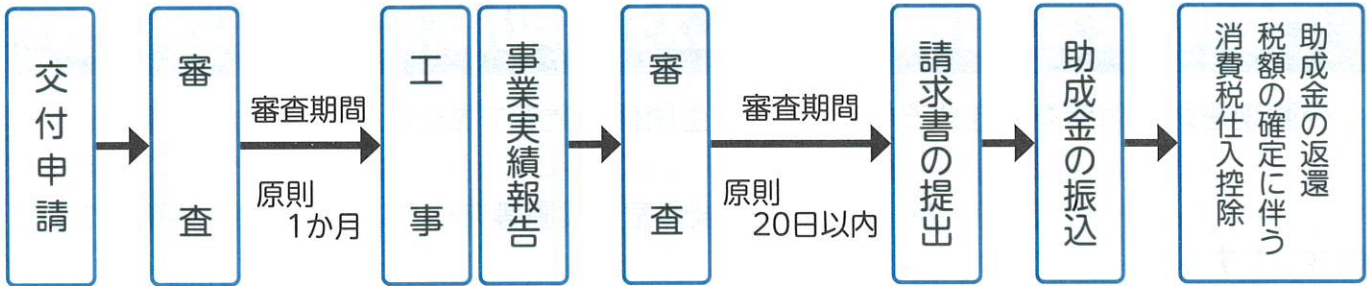 交付申請
審査
審査期間
原則
1か月
工事
事業実績報告
審査
審査期間
原則
20日以内
請求書の提出
助成金の振込
助成金の返還
税額の確定に伴う
消費税仕入控除